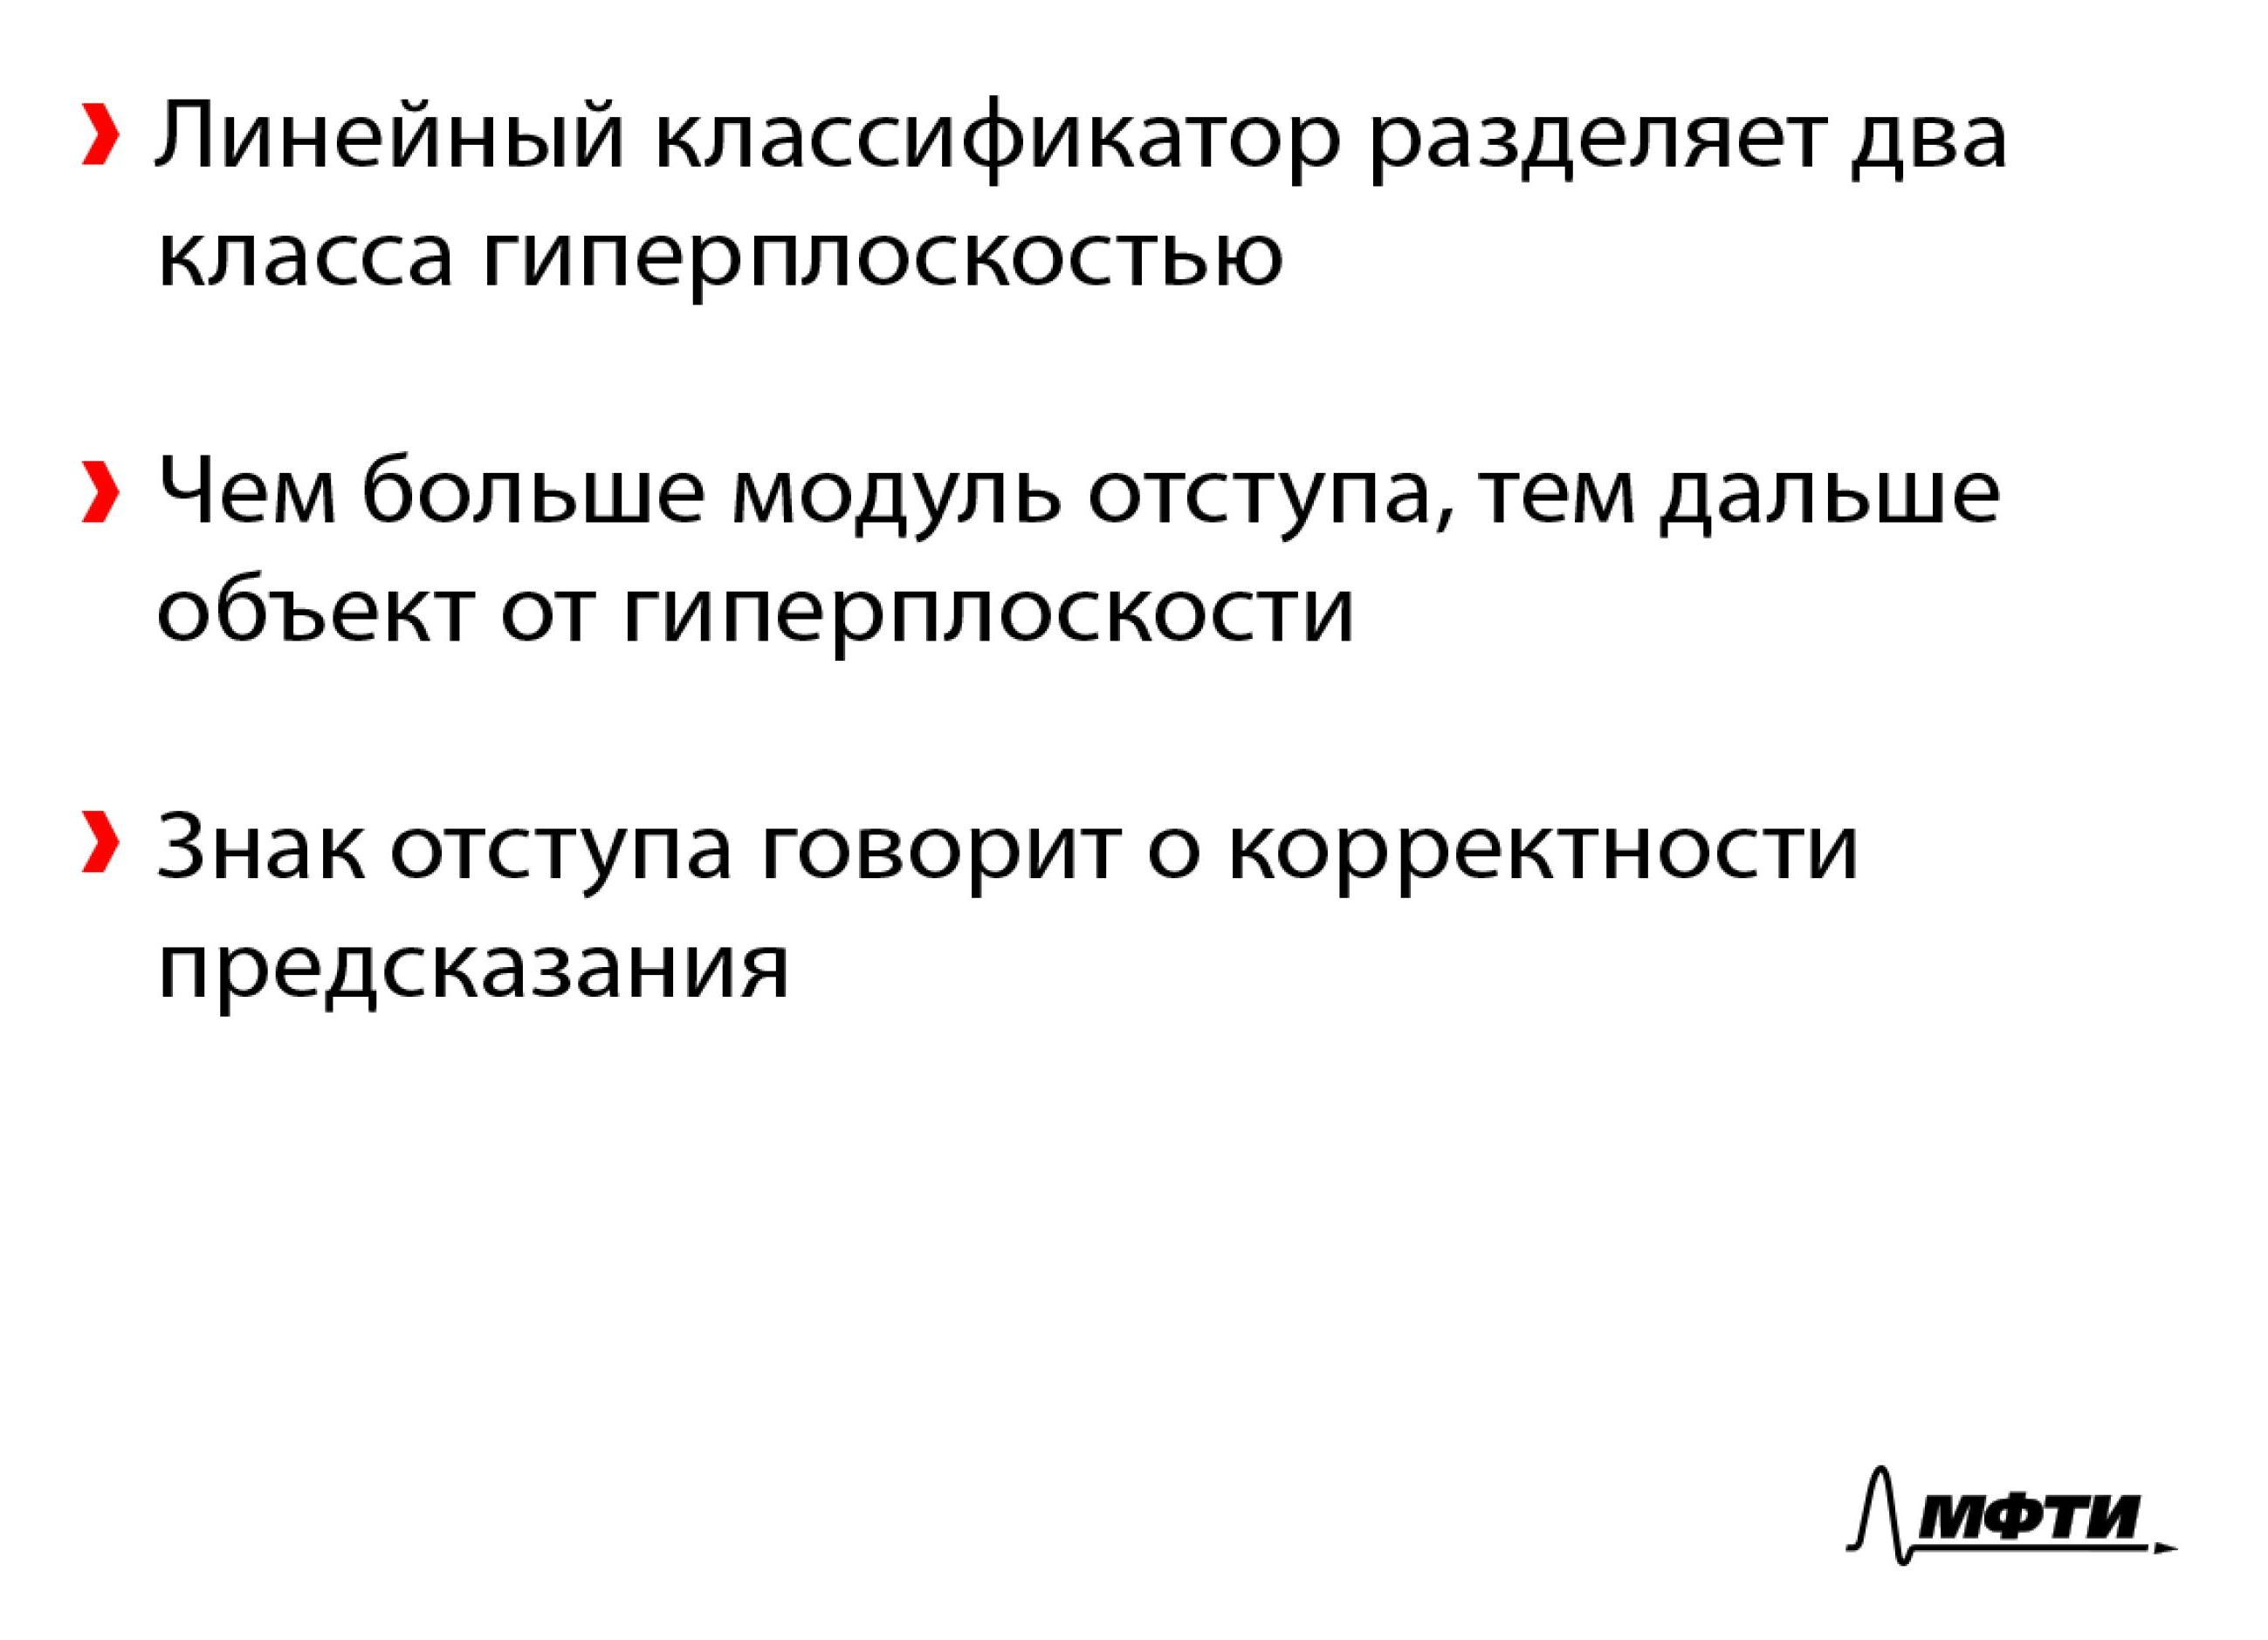 Линейный классификатор разделяет два
класса гиперплоскостью
Чем больше модуль отступа, тем дальше
объект от гиперплоскости
Знак отступа говорит о корректности
предсказания
МФТИ